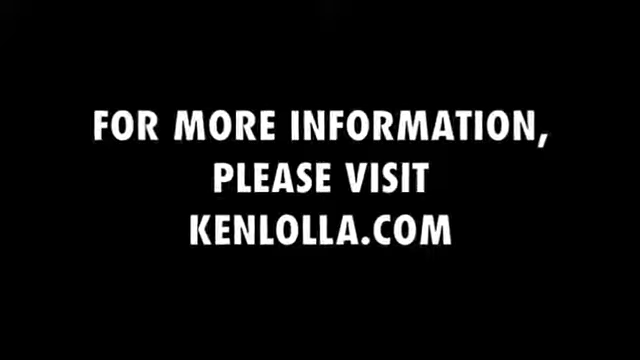 FOR MORE INFORMATION,
PLEASE VISIT
KENLOLLA.COM